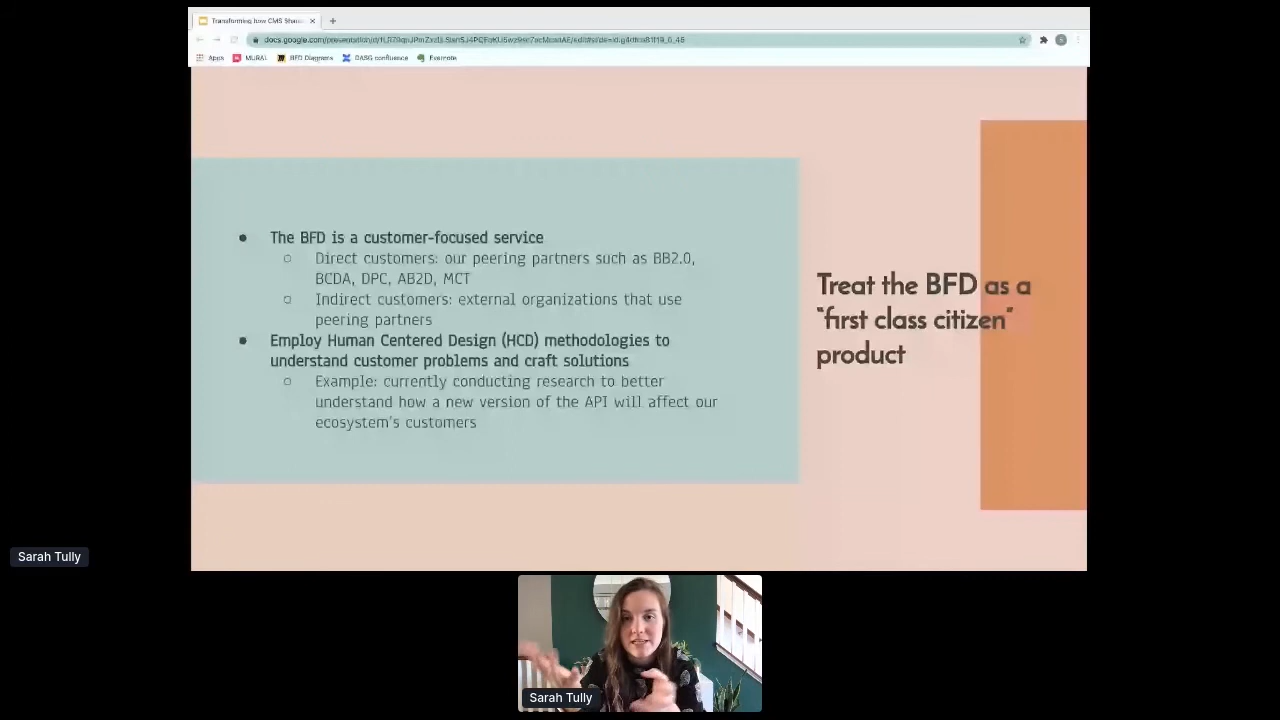 Transforming how CMS Shares
Apps MURAL BFD Diagrams DASG confluence Evernote
The BFD is a customer-focused service
Direct customers: our peering partners such as BB2.0,
BCDA, DPC, AB2D, MCT
Indirect customers: external organizations that use
peering partners
Employ Human Centered Design (HCD) methodologies to
understand customer problems and craft solutions
Example: currently conducting research to better
understand how a new version of the API will affect our
ecosystem's customers
Treat the BFD as a
"first class citizen"
product
Sarah Tully
Sarah Tully